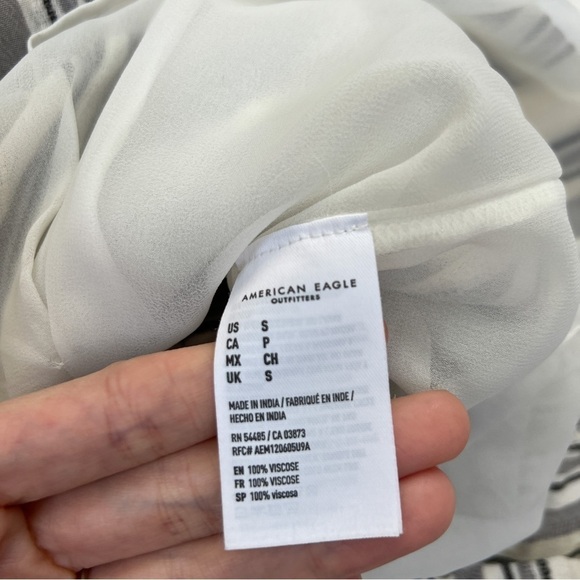 AMERICAN EAGLE
OUTFITTERS
US S
CA P
MX CH
UK S
MADE IN INDIA / FABRIQUÉ EN INDE /
HECHO EN INDIA
RN 54485 / CA 03873
RFC# AEM120605U9A
EN 100% VISCOSE
FR 100% VISCOSE
SP 100% viscosa